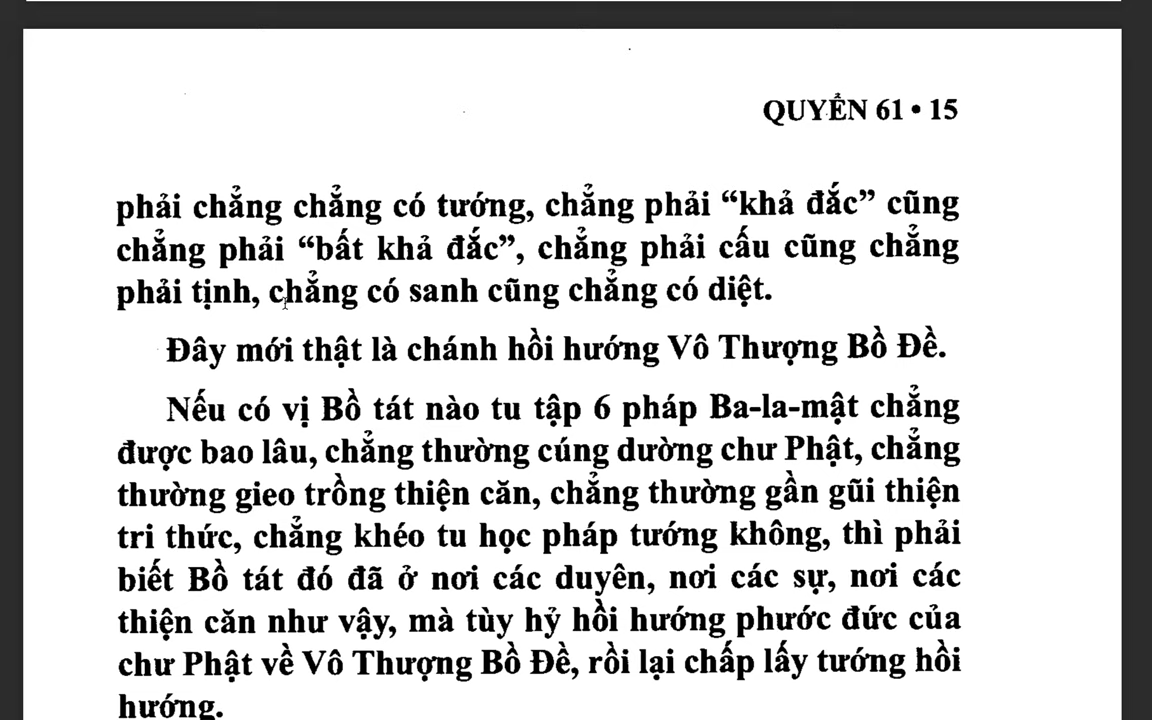 QUYỂN 61 • 15
phải chẳng chẳng có tướng, chẳng phải “khả đắc” cũng
chẳng phải “bất khả đắc”, chẳng phải cấu cũng chẳng
phải tịnh, chẳng có sanh cũng chẳng có diệt.
Đây mới thật là chánh hồi hướng Vô Thượng Bồ Đề.
Nếu có vị Bồ tát nào tu tập 6 pháp Ba-la-mật chẳng
được bao lâu, chẳng thường cúng dường chư Phật, chẳng
thường gieo trồng thiện căn, chẳng thường gần gũi thiện
tri thức, chẳng khéo tu học pháp tướng không, thì phải
biết Bồ tát đó đã ở nơi các duyên, nơi các sự, nơi các
thiện căn như vậy, mà tùy hỷ hồi hướng phước đức của
chư Phật về Vô Thượng Bồ Đề, rồi lại chấp lấy tướng hồi
hướng.